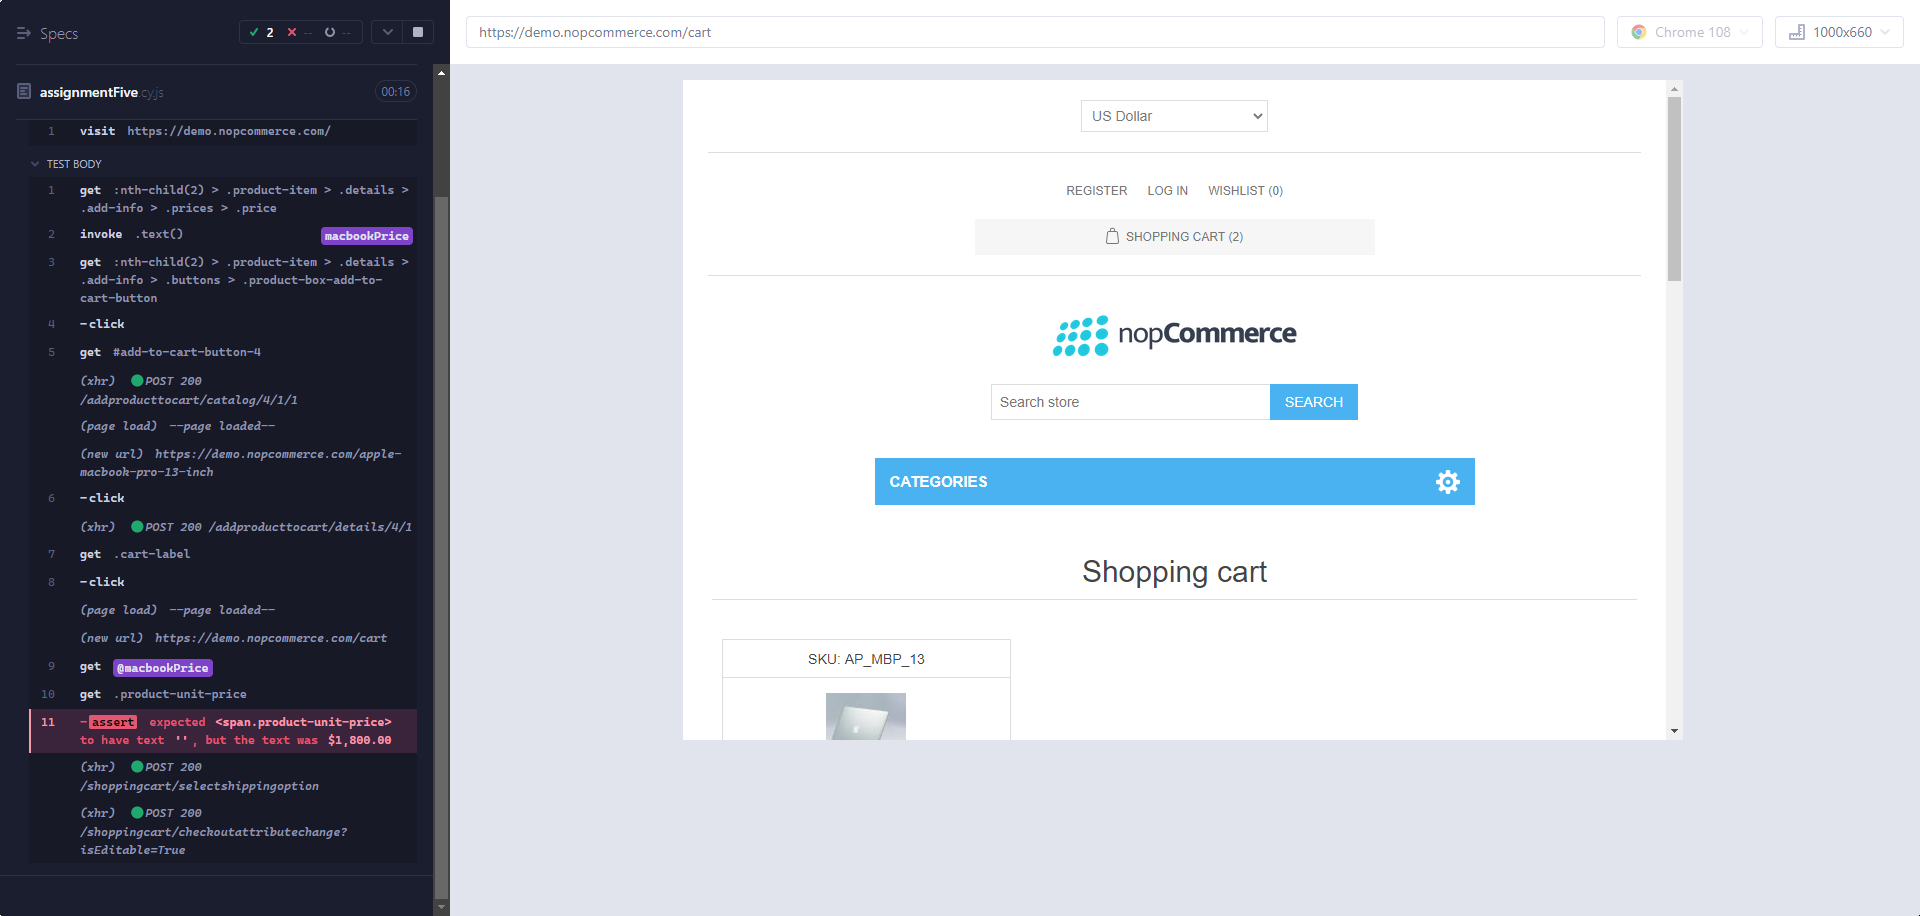 Specs
2
--
--
assignmentFive.cy.js
00:16
1 visit https://demo.nopcommerce.com/
TEST BODY
1 get :nth-child(2) > .product-item > .details >
.add-info > .prices > .price
2 invoke .text() macbookPrice
3 get :nth-child(2) > .product-item > .details >
.add-info > .buttons > .product-box-add-to-
cart-button
4 -click
5 get #add-to-cart-button-4
(xhr) POST 200
/addproducttocart/catalog/4/1/1
(page load) --page loaded--
(new url) https://demo.nopcommerce.com/apple-
macbook-pro-13-inch
6 -click
(xhr) POST 200 /addproducttocart/details/4/1
7 get .cart-label
8 -click
(page load) --page loaded--
(new url) https://demo.nopcommerce.com/cart
9 get @macbookPrice
10 get .product-unit-price
11 -assert expected <span.product-unit-price>
to have text '', but the text was $1,800.00
(xhr) POST 200
/shoppingcart/selectshippingoption
(xhr) POST 200
/shoppingcart/checkoutattributechange?
isEditable=True
https://demo.nopcommerce.com/cart
Chrome 108
1000x660
US Dollar
REGISTER LOG IN WISHLIST (0)
SHOPPING CART (2)
nopCommerce
Search store SEARCH
CATEGORIES
Shopping cart
SKU: AP_MBP_13